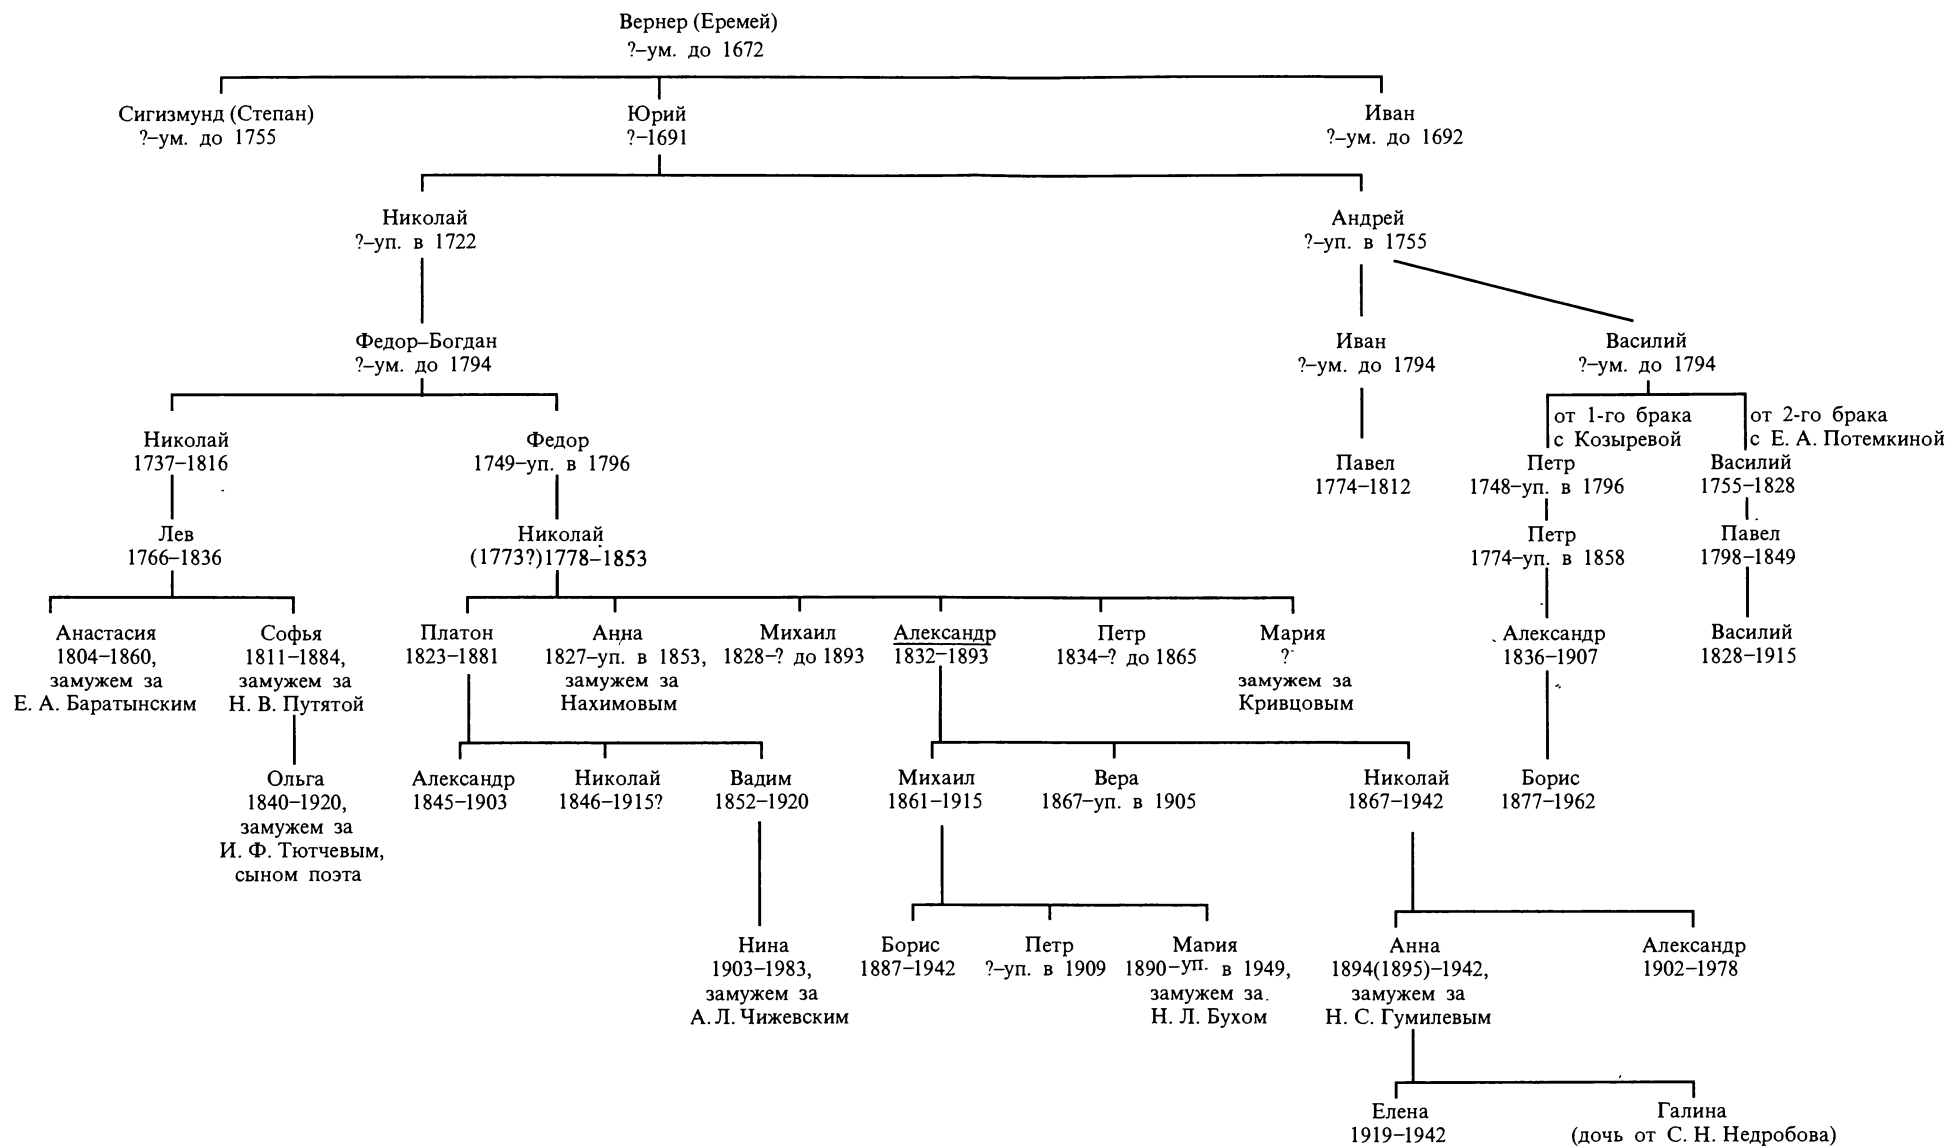 Вернер (Еремей)
?–ум. до 1672
Сигизмунд (Степан)
?–ум. до 1755
Юрий
?–1691
Иван
?–ум. до 1692
Николай
?–уп. в 1722
Андрей
?–уп. в 1755
Федор–Богдан
?–ум. до 1794
Иван
?–ум. до 1794
Василий
?–ум. до 1794
от 1-го брака
с Козыревой
от 2-го брака
с Е. А. Потемкиной
Николай
1737–1816
Федор
1749–уп. в 1796
Павел
1774–1812
Петр
1748–уп. в 1796
Василий
1755–1828
Лев
1766–1836
Николай
(1773?)1778–1853
Петр
1774–уп. в 1858
Павел
1798–1849
Анастасия
1804–1860,
замужем за
Е. А. Баратынским
Софья
1811–1884,
замужем за
Н. В. Путятой
Платон
1823–1881
Анна
1827–уп. в 1853,
замужем за
Нахимовым
Михаил
1828–? до 1893
Александр
1832–1893
Петр
1834–? до 1865
Мария
?
замужем за
Кривцовым
Александр
1836–1907
Василий
1828–1915
Ольга
1840–1920,
замужем за
И. Ф. Тютчевым,
сыном поэта
Александр
1845–1903
Николай
1846–1915?
Вадим
1852–1920
Михаил
1861–1915
Вера
1867–уп. в 1905
Николай
1867–1942
Борис
1877–1962
Нина
1903–1983,
замужем за
А. Л. Чижевским
Борис
1887–1942
Петр
?–уп. в 1909
Мария
1890–уп. в 1949,
замужем за.
Н. Л. Бухом
Анна
1894(1895)–1942,
замужем за
Н. С. Гумилевым
Александр
1902–1978
Елена
1919–1942
Галина
(дочь от С. Н. Недробова)